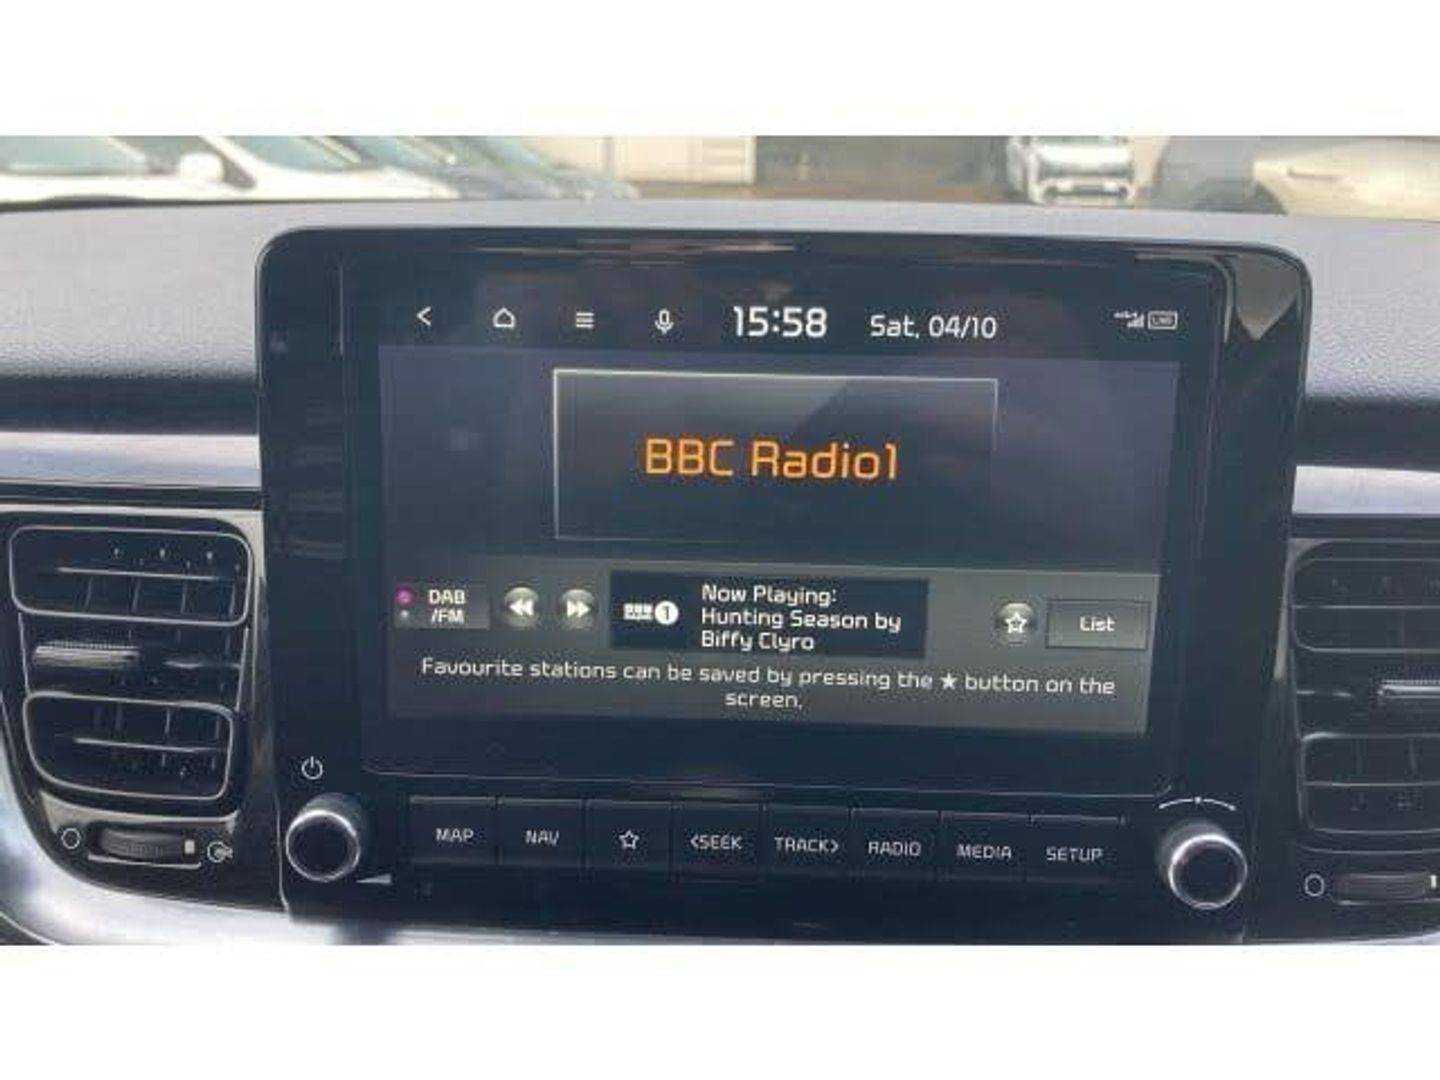 15:58 Sat, 04/10
BBC Radio1
DAB
/FM
1
Now Playing:
Hunting Season by
Biffy Clyro
List
Favourite stations can be saved by pressing the ★ button on the
screen.
MAP NAV <SEEK TRACK> RADIO MEDIA SETUP